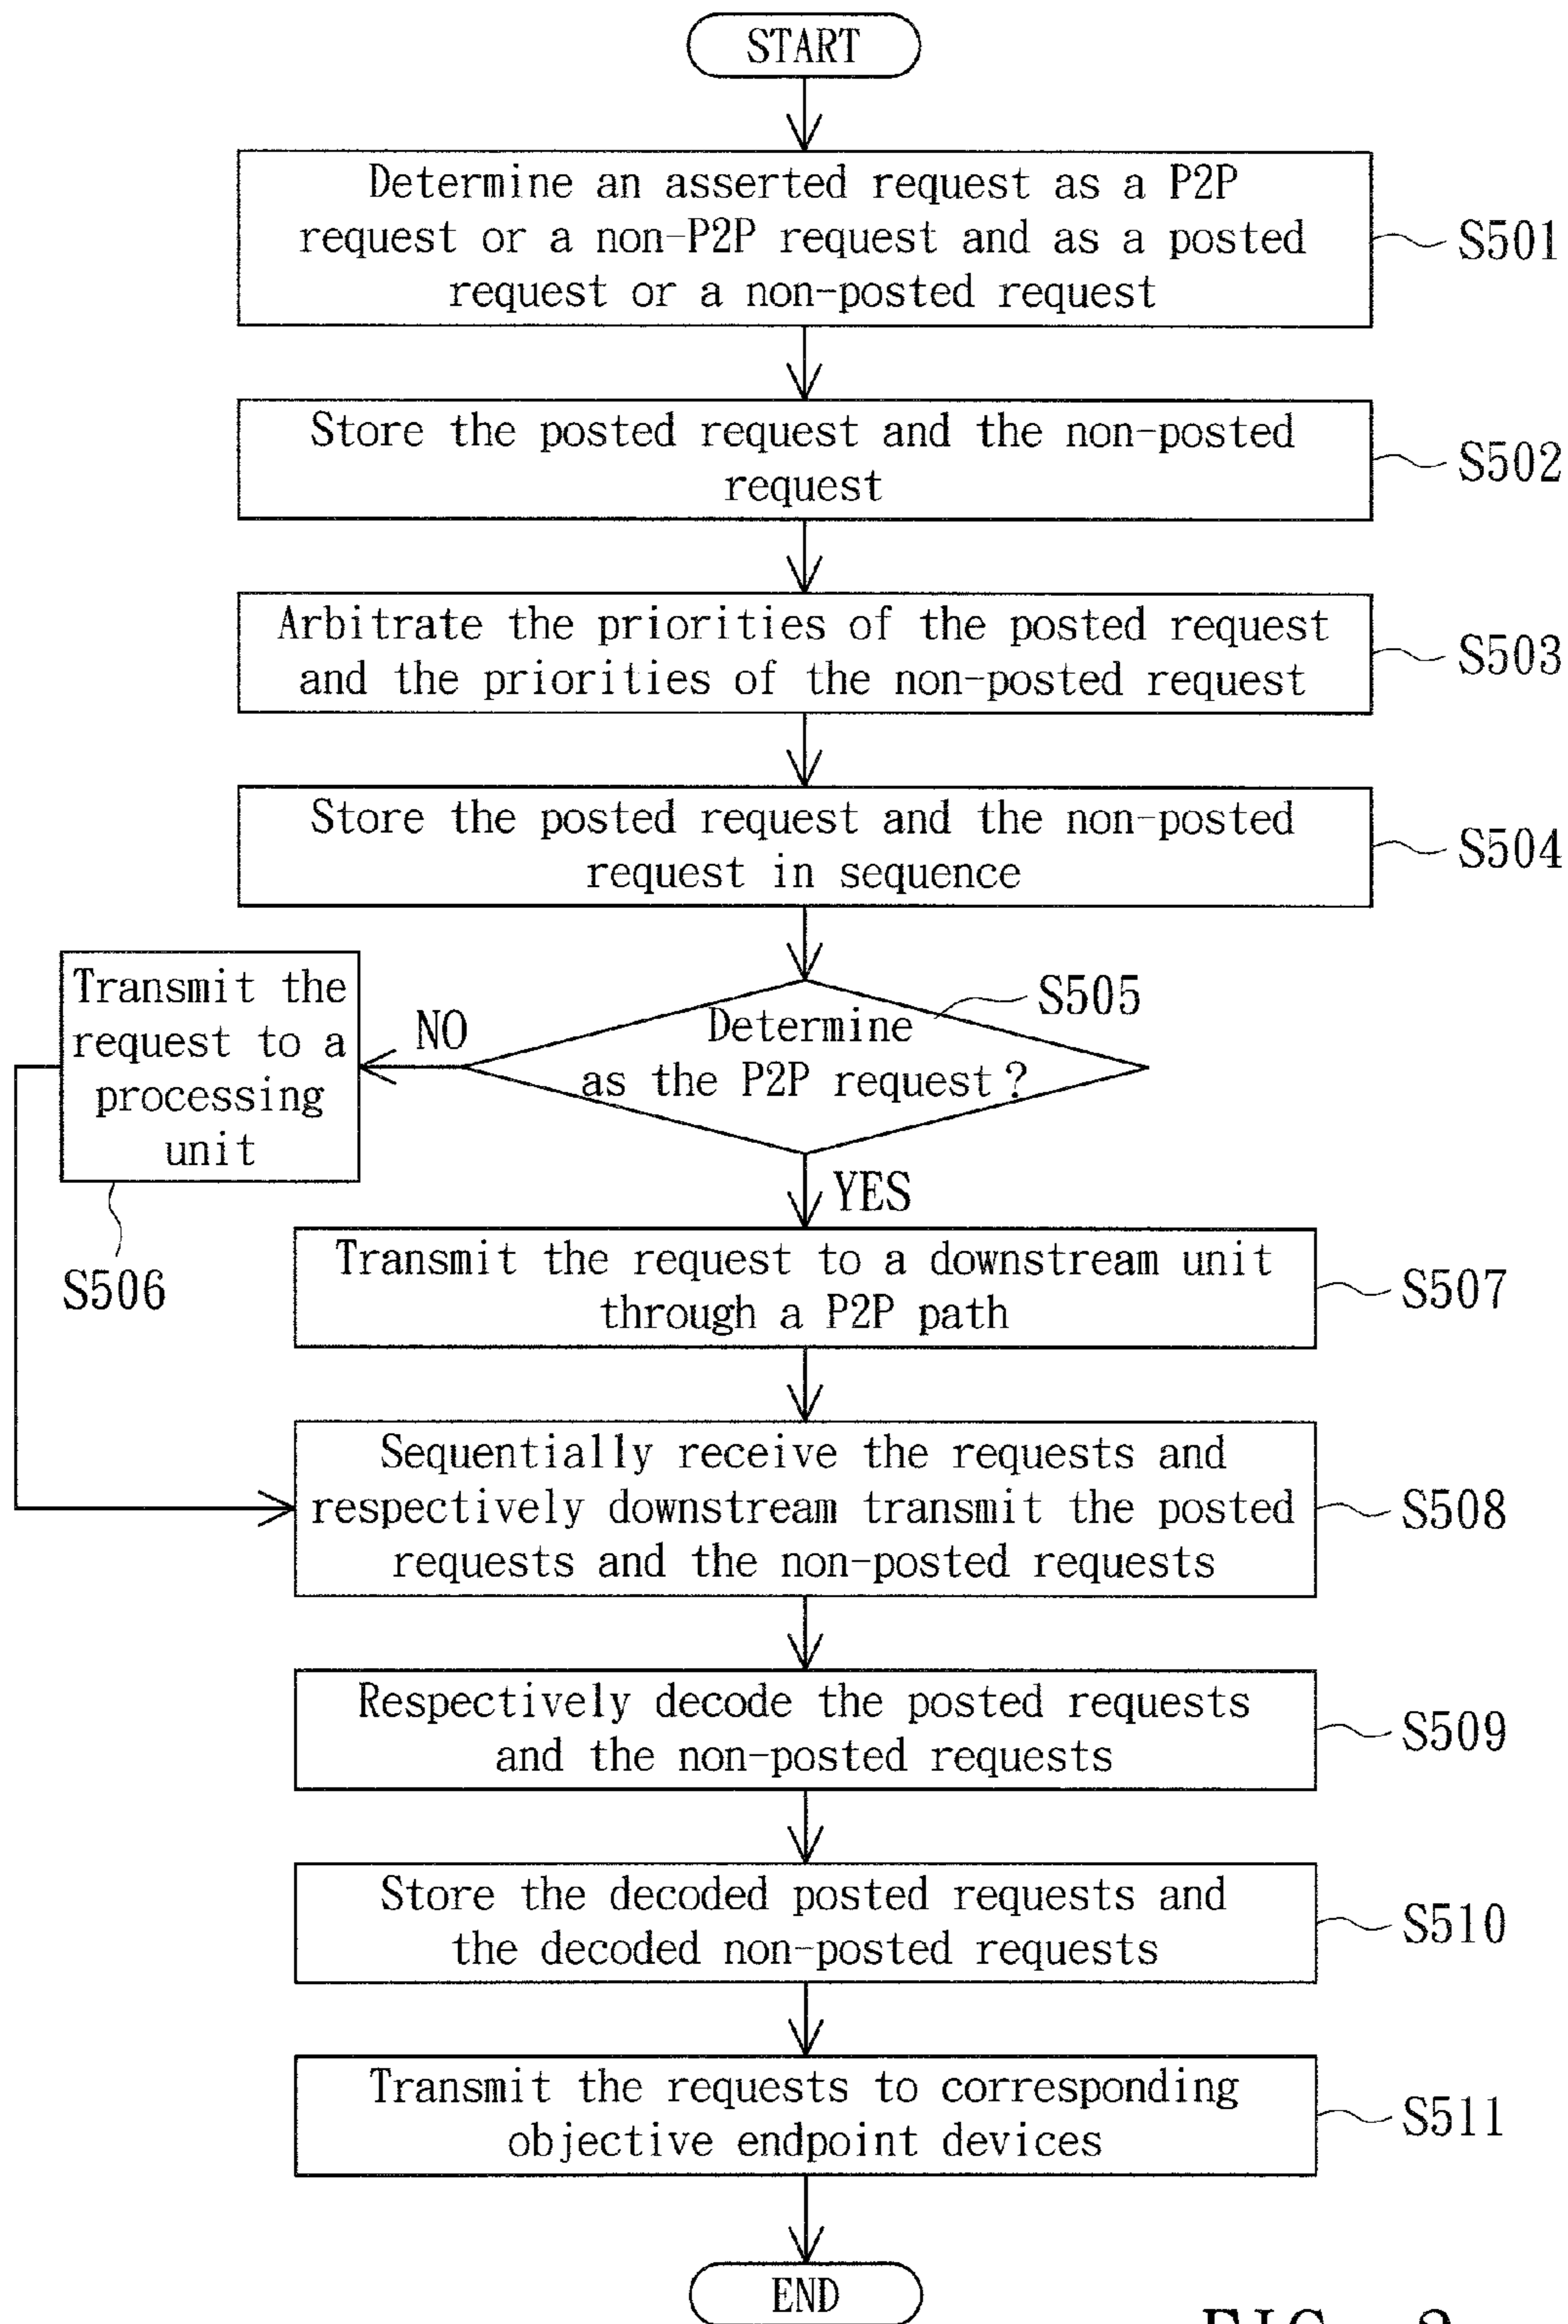 START
Determine an asserted request as a P2P
request or a non-P2P request and as a posted
request or a non-posted request
S501
Store the posted request and the non-posted
request
S502
Arbitrate the priorities of the posted request
and the priorities of the non-posted request
S503
Store the posted request and the non-posted
request in sequence
S504
Transmit the
request to a
processing
unit
S506
NO
Determine
as the P2P request?
S505
YES
Transmit the request to a downstream unit
through a P2P path
S507
Sequentially receive the requests and
respectively downstream transmit the posted
requests and the non-posted requests
S508
Respectively decode the posted requests
and the non-posted requests
S509
Store the decoded posted requests and
the decoded non-posted requests
S510
Transmit the requests to corresponding
objective endpoint devices
S511
END